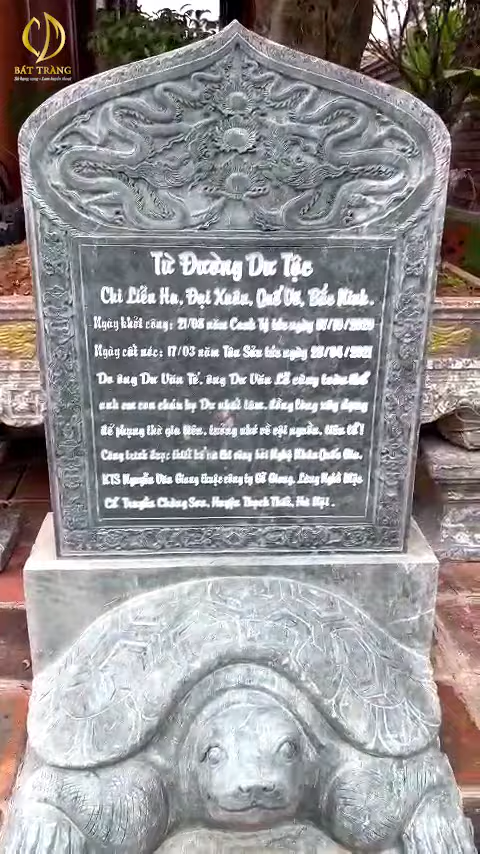 BÁT TRÀNG
Từ Đường Dư Tộc
Chi Liễn Hạ, Đại Xuân, Quế Võ, Bắc Ninh.
Ngày khởi công: 21/08 năm Canh Tý tức ngày 07/10/2020
Ngày cất nóc: 17/03 năm Tân Sửu tức ngày 28/04/2021
Do ông Dư Văn Tế, ông Dư Văn Lễ cùng toàn thể
anh em con cháu họ Dư nhất tâm, đồng lòng xây dựng
để phụng thờ gia tiên, tưởng nhớ về cội nguồn, tiên tổ!
Công trình được thiết kế và thi công bởi Nghệ Nhân Quốc Gia,
KTS Nguyễn Văn Giang thuộc công ty Gỗ Giang, Làng Nghề Mộc
Cổ Truyền Chàng Sơn, Huyện Thạch Thất, Hà Nội.